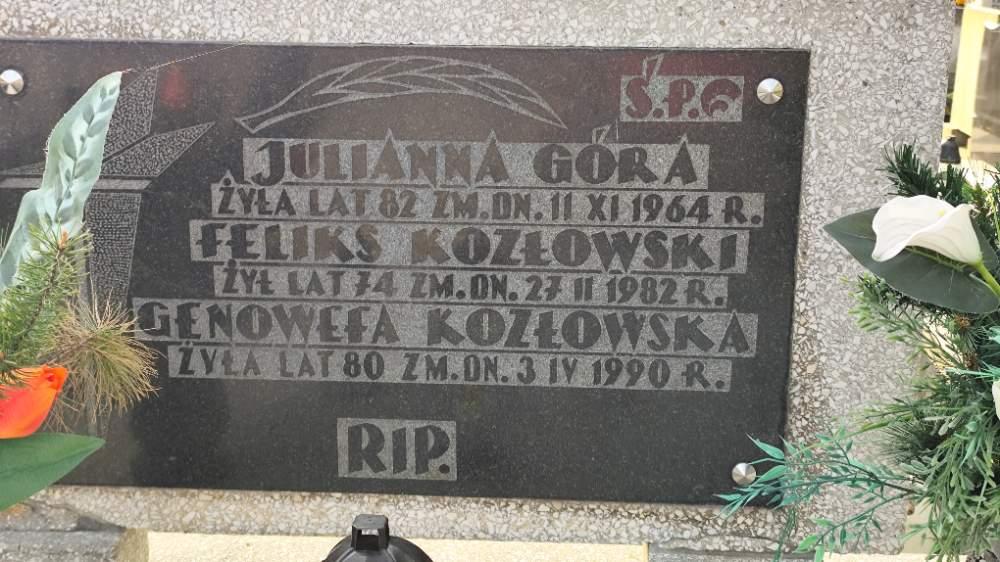 Ś.P.
JULIANNA GÓRA
ŻYŁA LAT 82 ZM. DN. 11 XI 1964 R.
FELIKS KOZŁOWSKI
ŻYŁ LAT 74 ZM. DN. 27 II 1982 R.
GENOWEFA KOZŁOWSKA
ŻYŁA LAT 80 ZM. DN. 3 IV 1990 R.
RIP.